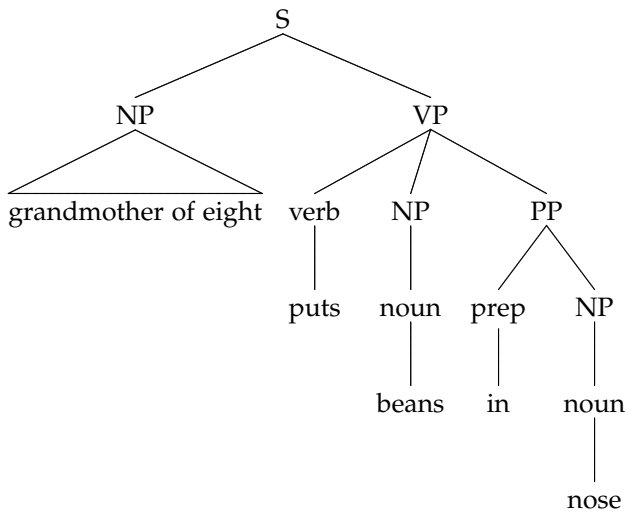 S
NP VP
grandmother of eight verb NP PP
puts noun prep NP
beans in noun
nose